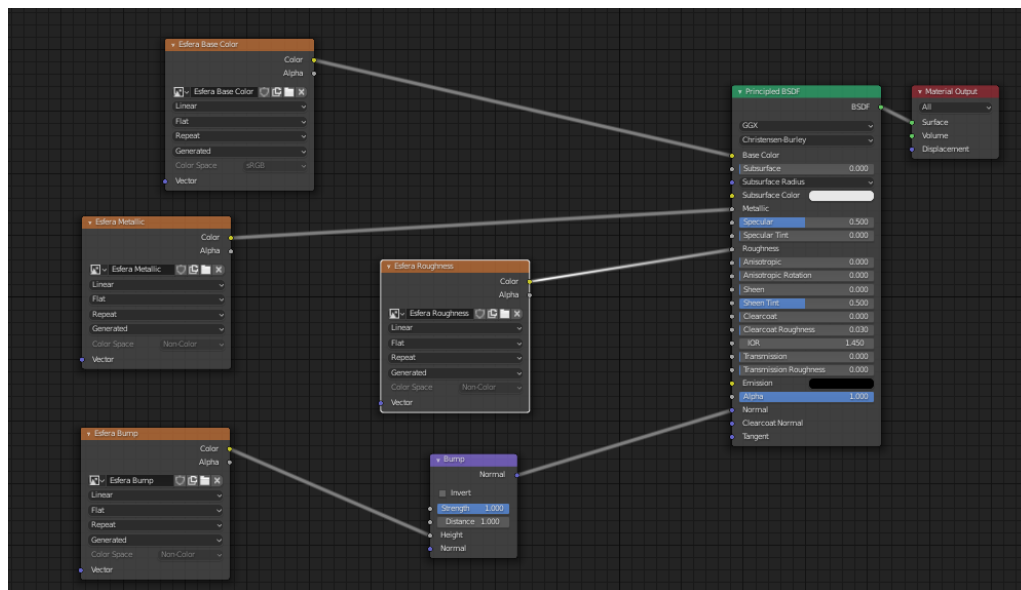 Esfera Base Color
Color
Alpha
Esfera Base Color
Linear
Flat
Repeat
Generated
Color Space sRGB
Vector
Esfera Metallic
Color
Alpha
Esfera Metallic
Linear
Flat
Repeat
Generated
Color Space Non-Color
Vector
Esfera Roughness
Color
Alpha
Esfera Roughness
Linear
Flat
Repeat
Generated
Color Space Non-Color
Vector
Esfera Bump
Color
Alpha
Esfera Bump
Linear
Flat
Repeat
Generated
Color Space Non-Color
Vector
Bump
Normal
Invert
Strength 1.000
Distance 1.000
Height
Normal
Principled BSDF
BSDF
GGX
Christensen-Burley
Base Color
Subsurface 0.000
Subsurface Radius
Subsurface Color
Metallic
Specular 0.500
Specular Tint 0.000
Roughness
Anisotropic 0.000
Anisotropic Rotation 0.000
Sheen 0.000
Sheen Tint 0.500
Clearcoat 0.000
Clearcoat Roughness 0.030
IOR 1.450
Transmission 0.000
Transmission Roughness 0.000
Emission
Alpha 1.000
Normal
Clearcoat Normal
Tangent
Material Output
All
Surface
Volume
Displacement